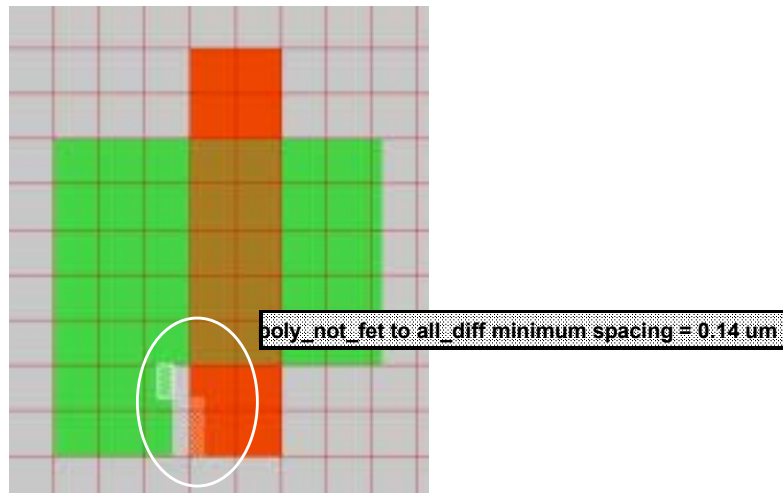 poly_not_fet to all_diff minimum spacing = 0.14 um